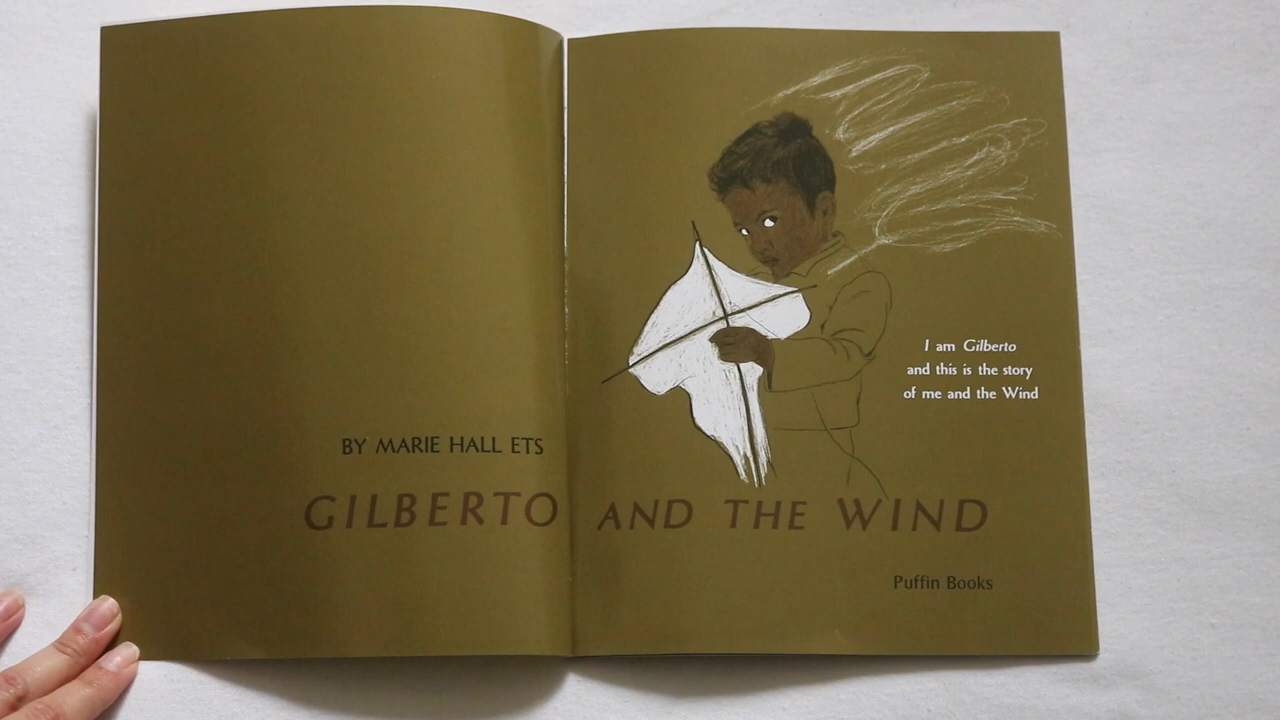 BY MARIE HALL ETS
GILBERTO AND THE WIND
I am Gilberto
and this is the story
of me and the Wind
Puffin Books